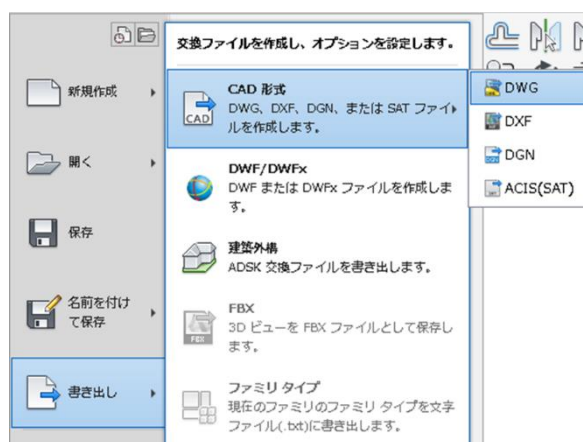 交換ファイルを作成し、オプションを設定します。
新規作成
開く
保存
名前を付け
て保存
書き出し
CAD
CAD 形式
DWG、DXF、DGN、または SAT ファイ
ルを作成します。
DWF/DWFx
DWF または DWFx ファイルを作成しま
す。
建築外構
ADSK 交換ファイルを書き出します。
FBX
FBX
3D ビューを FBX ファイルとして保存し
ます。
ファミリ タイプ
現在のファミリのファミリ タイプを文字
ファイル(.txt)に書き出します。
DWG
DXF
DGN
ACIS(SAT)